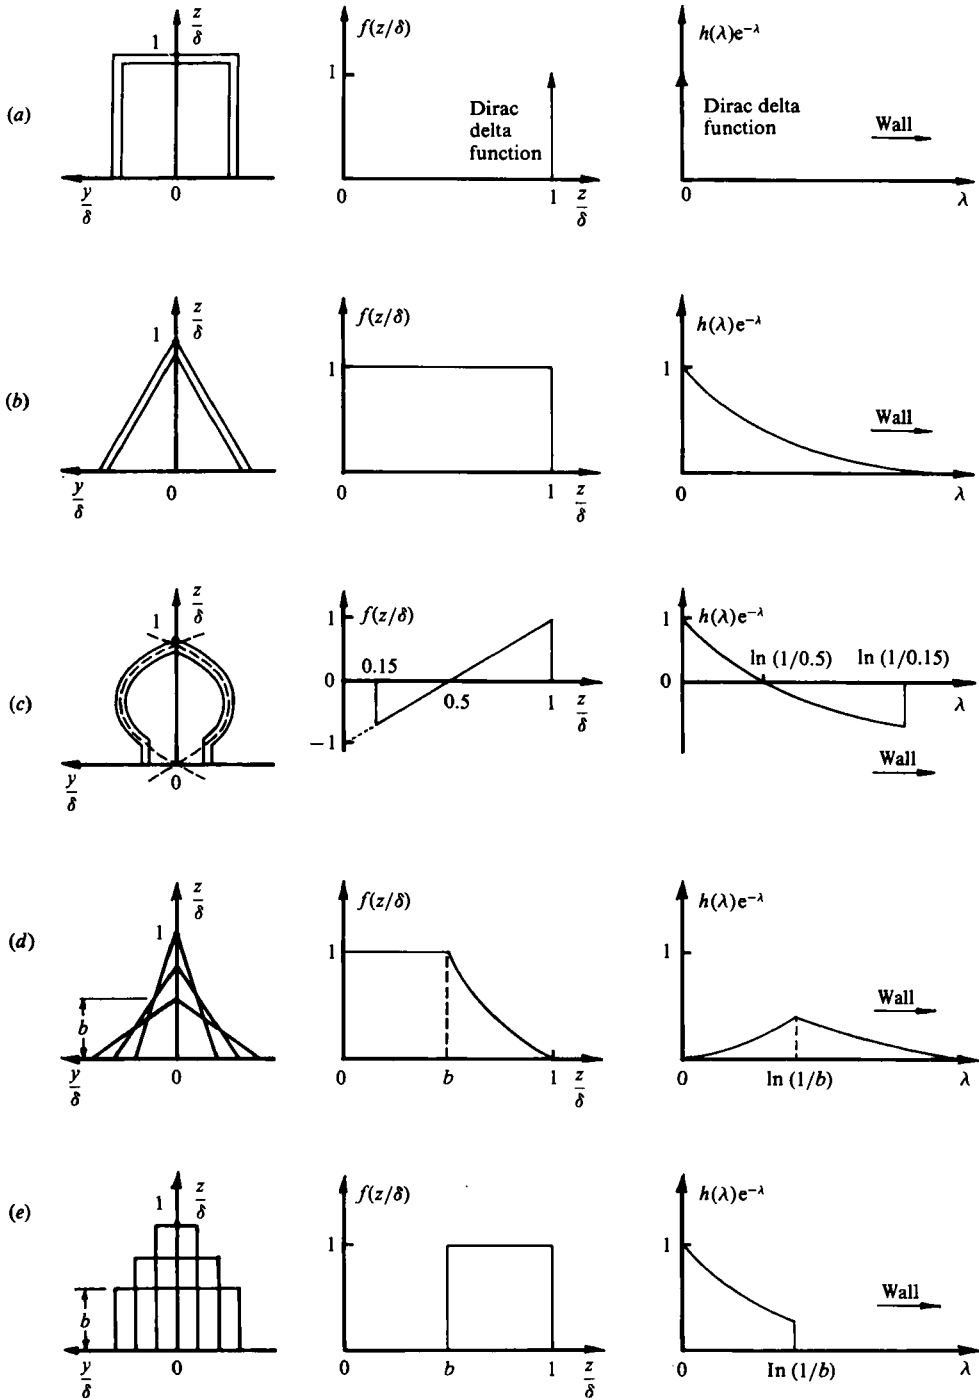 (a)
z/δ
1
y/δ
0
f(z/δ)
1
Dirac
delta
function
0
1
z/δ
h(λ)e^{−λ}
Dirac delta
function
Wall
0
λ
(b)
z/δ
1
y/δ
0
f(z/δ)
1
0
1
z/δ
h(λ)e^{−λ}
1
Wall
0
λ
(c)
z/δ
1
y/δ
0
f(z/δ)
1
0.15
0
0.5
1
z/δ
−1
h(λ)e^{−λ}
1
ln (1/0.5)
ln (1/0.15)
0
λ
Wall
(d)
z/δ
1
b
y/δ
0
f(z/δ)
1
0
b
1
z/δ
h(λ)e^{−λ}
1
Wall
0
ln (1/b)
λ
(e)
z/δ
1
b
y/δ
0
f(z/δ)
1
0
b
1
z/δ
h(λ)e^{−λ}
1
Wall
0
ln (1/b)
λ